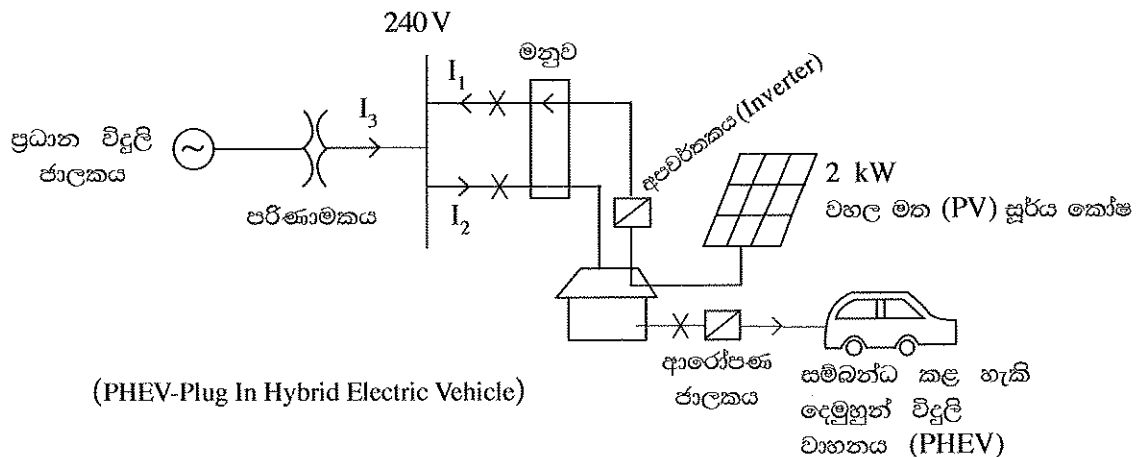 240 V
මනුව
I₁
අපවර්තකය (Inverter)
ප්‍රධාන විදුලි
ජාලකය
I₃
පරිණාමකය
I₂
2 kW
වහල මත (PV) සූර්ය කෝෂ
ආරෝපණ
ජාලකය
(PHEV-Plug In Hybrid Electric Vehicle)
සම්බන්ධ කළ හැකි
දෙමුහුන් විදුලි
වාහනය (PHEV)